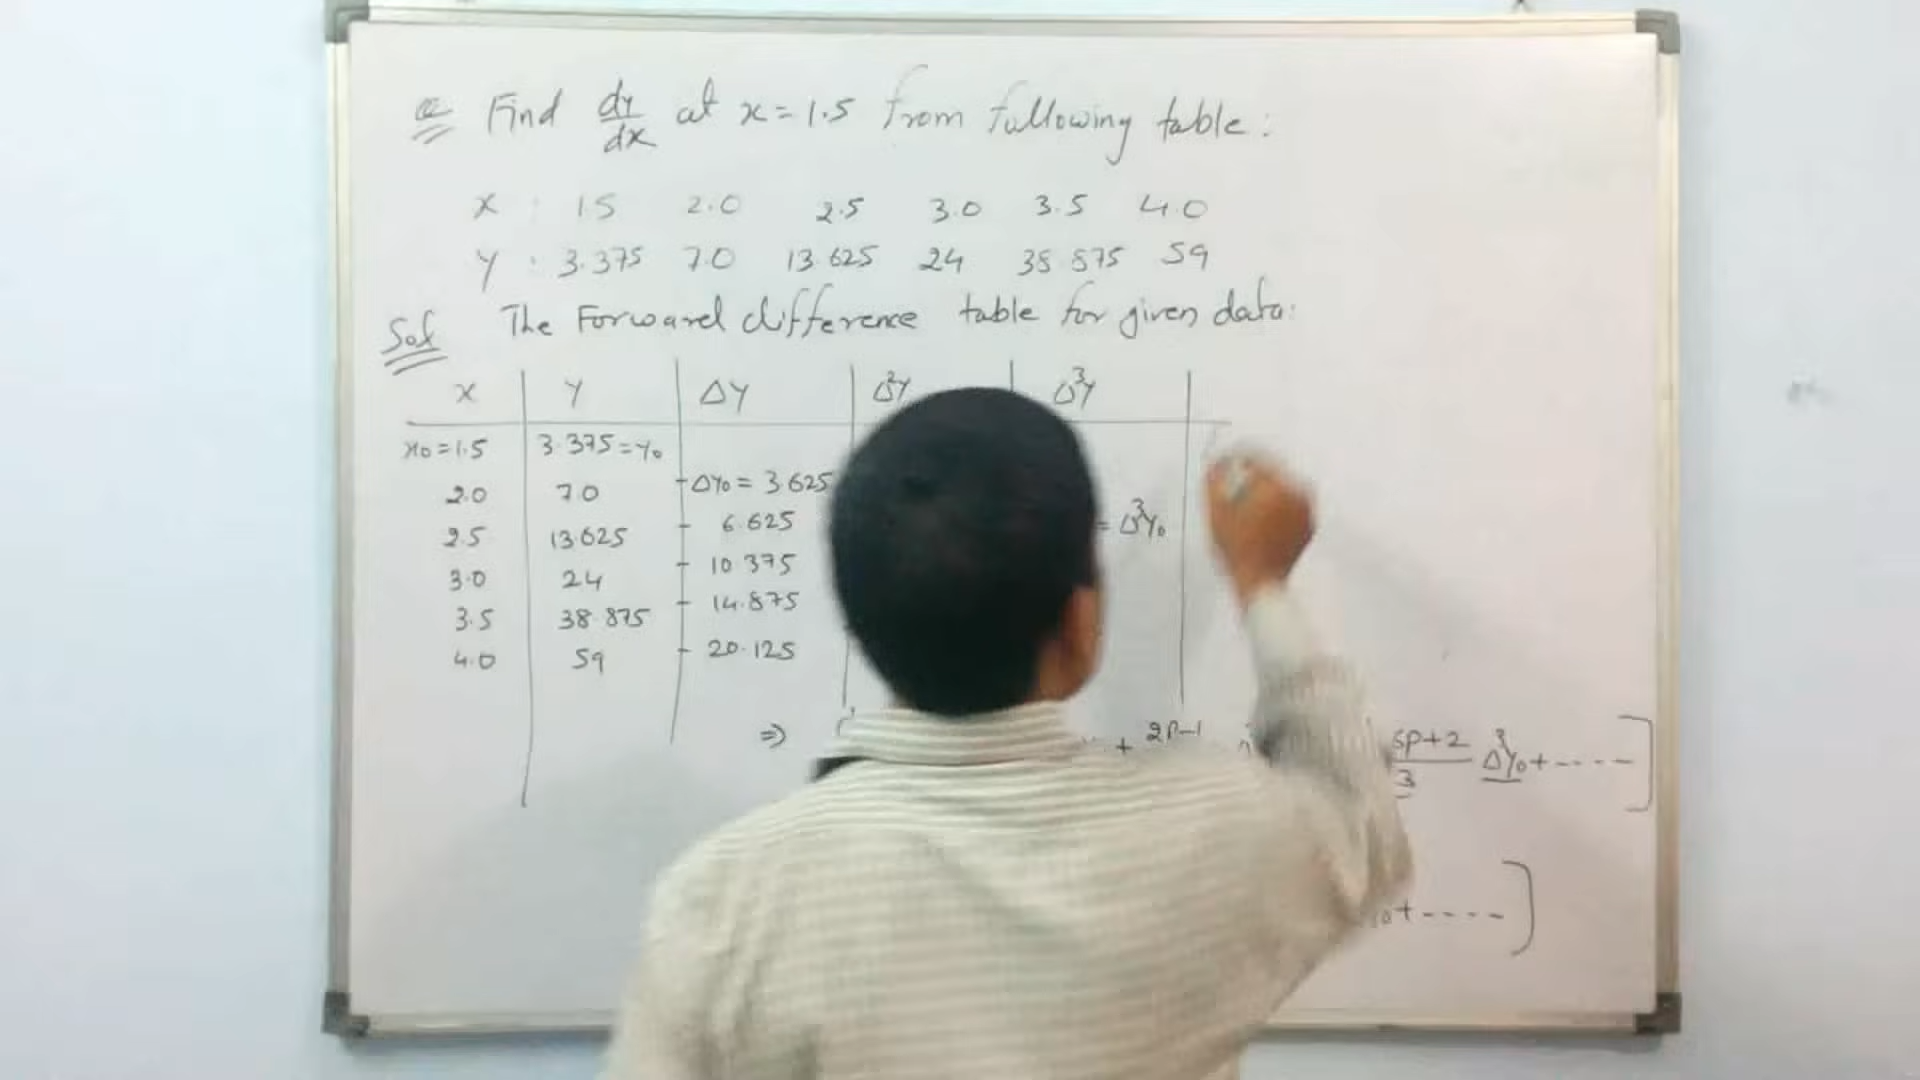 Q Find dy/dx at x = 1.5 from following table :
X : 1.5 2.0 2.5 3.0 3.5 4.0
Y : 3.375 7.0 13.625 24 38.875 59
Sol The Forward difference table for given data:
X Y ΔY Δ²Y Δ³Y
x₀ = 1.5 3.375 = y₀
Δy₀ = 3.625
2.0 7.0
6.625 = Δ³y₀
2.5 13.625
10.375
3.0 24
14.875
3.5 38.875
20.125
4.0 59
⇒ + 2P-1 6P+2 / 3 Δ³y₀ + ---- ]
+ ---- ]